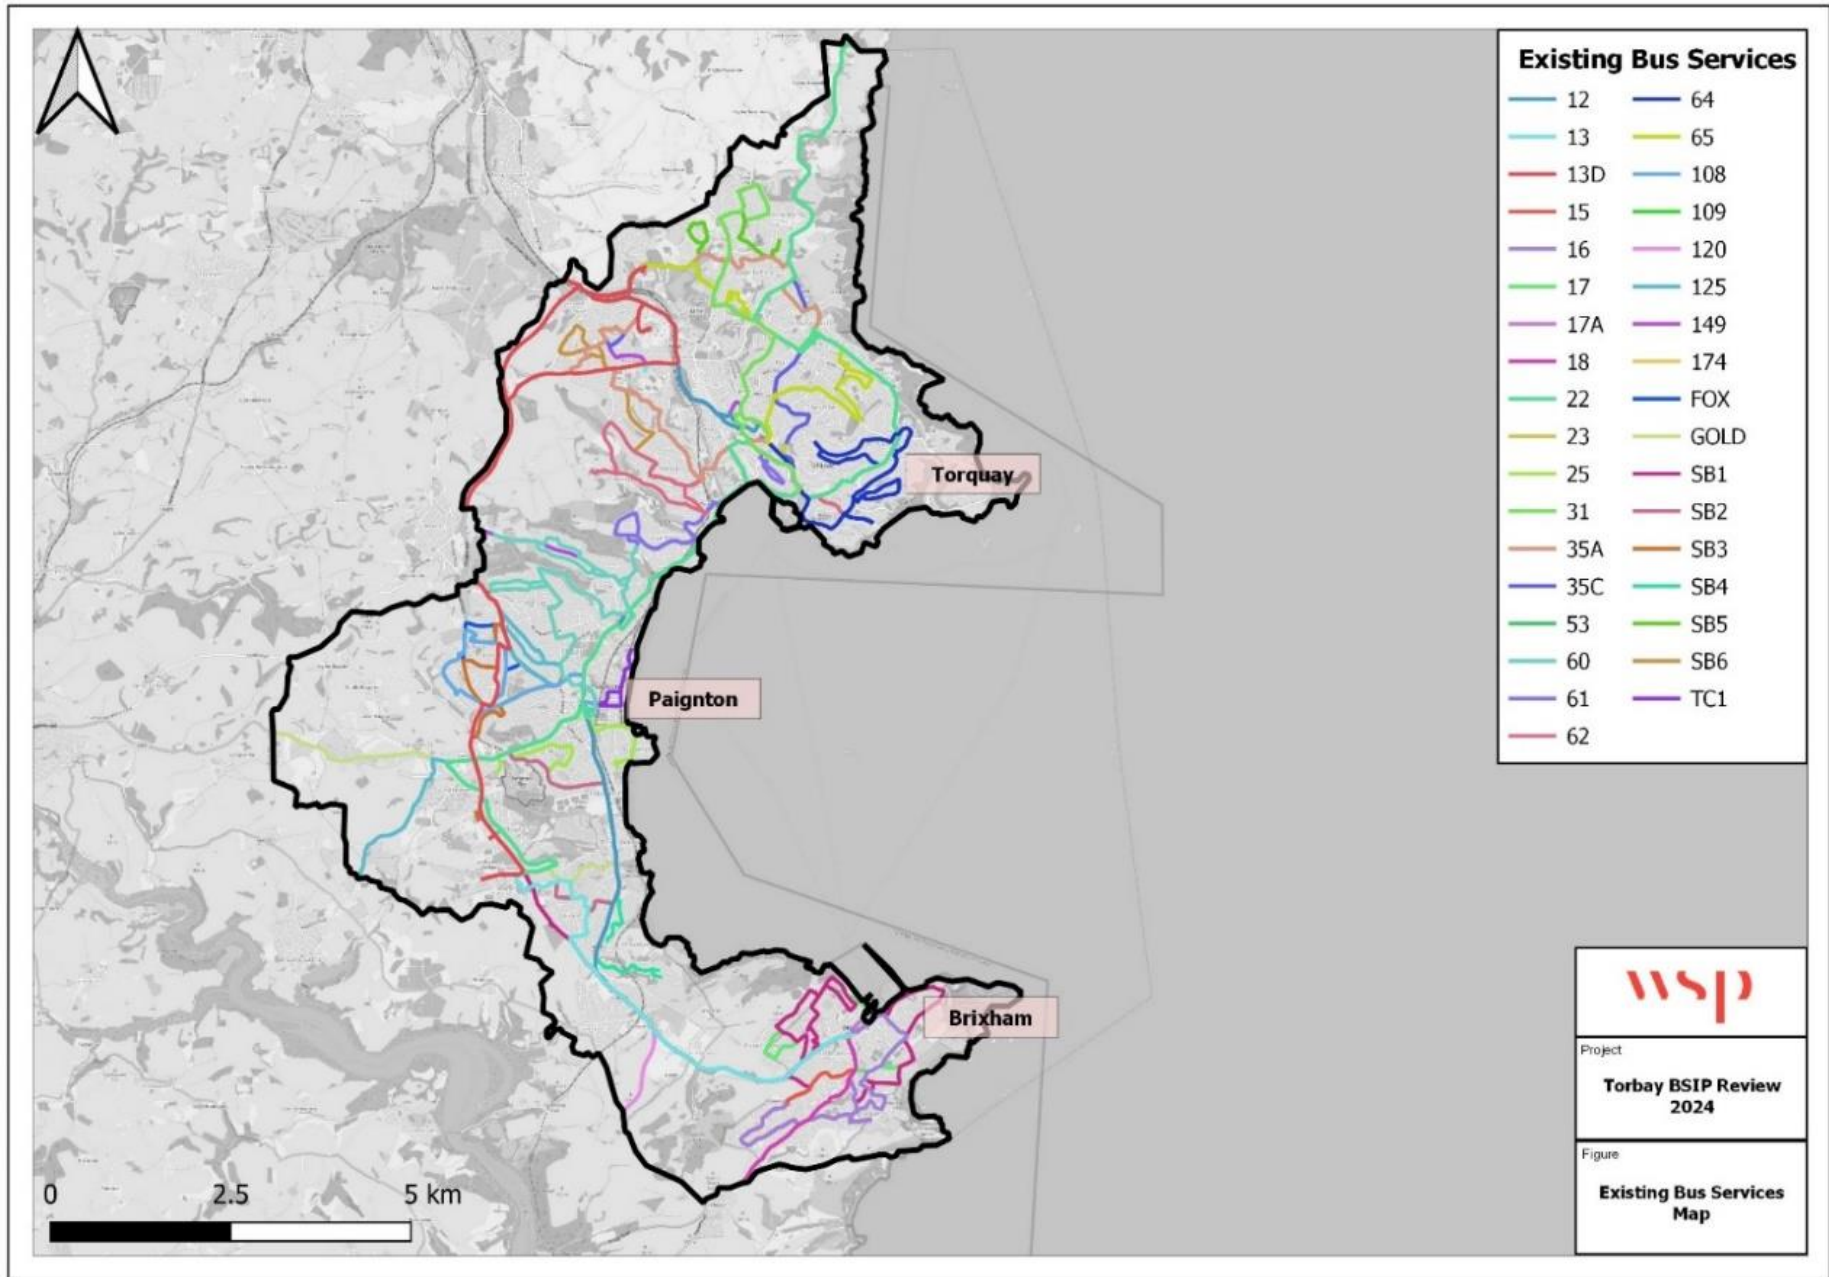 Existing Bus Services
12
13
13D
15
16
17
17A
18
22
23
25
31
35A
35C
53
60
61
62
64
65
108
109
120
125
149
174
FOX
GOLD
SB1
SB2
SB3
SB4
SB5
SB6
TC1
Torquay
Paignton
Brixham
0 2.5 5 km
wsp
Project
Torbay BSIP Review
2024
Figure
Existing Bus Services
Map